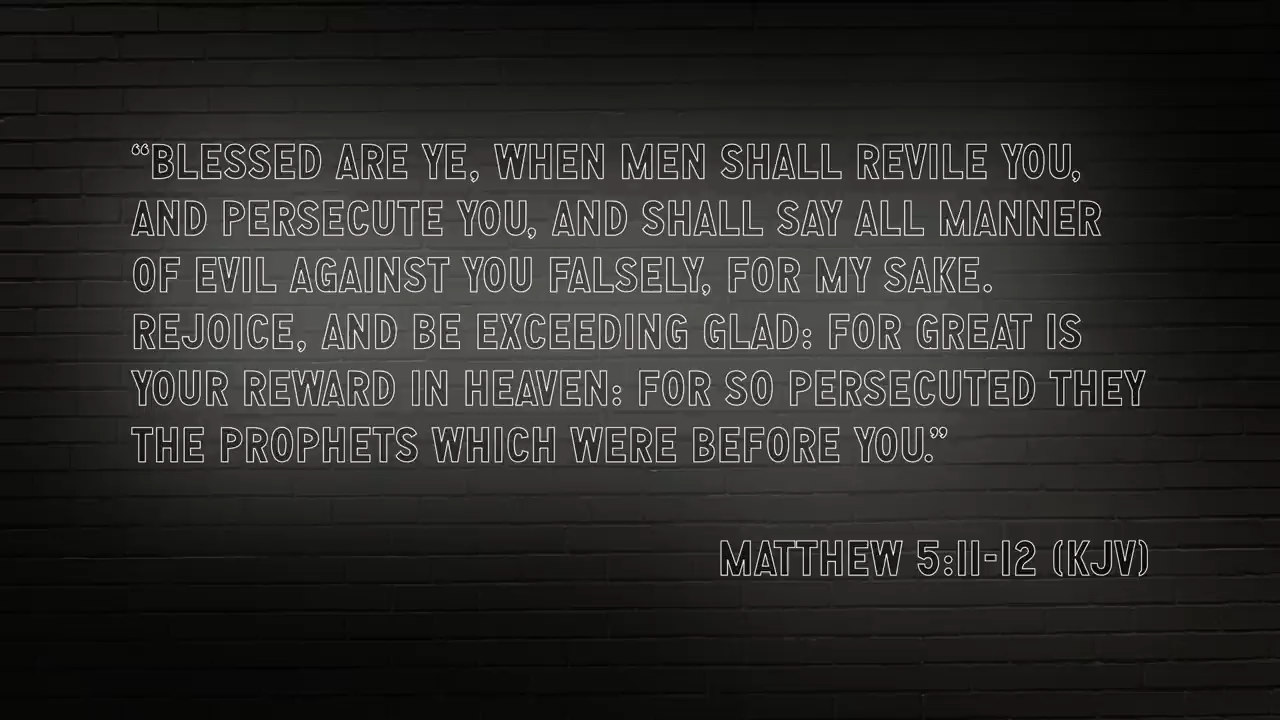 “BLESSED ARE YE, WHEN MEN SHALL REVILE YOU,
AND PERSECUTE YOU, AND SHALL SAY ALL MANNER
OF EVIL AGAINST YOU FALSELY, FOR MY SAKE.
REJOICE, AND BE EXCEEDING GLAD: FOR GREAT IS
YOUR REWARD IN HEAVEN: FOR SO PERSECUTED THEY
THE PROPHETS WHICH WERE BEFORE YOU.”
MATTHEW 5:11-12 (KJV)